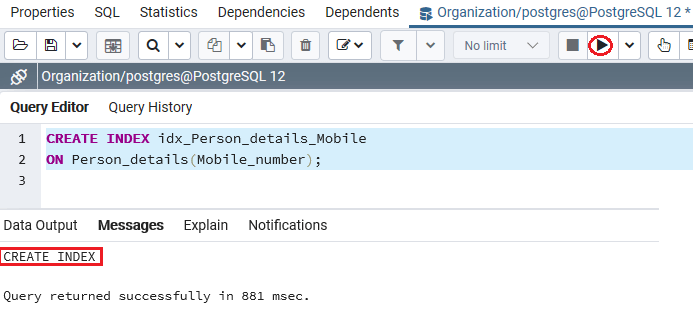 Properties SQL Statistics Dependencies Dependents Organization/postgres@PostgreSQL 12 *
No limit
Organization/postgres@PostgreSQL 12
Query Editor Query History
1 CREATE INDEX idx_Person_details_Mobile
2 ON Person_details(Mobile_number);
3
Data Output Messages Explain Notifications
CREATE INDEX
Query returned successfully in 881 msec.